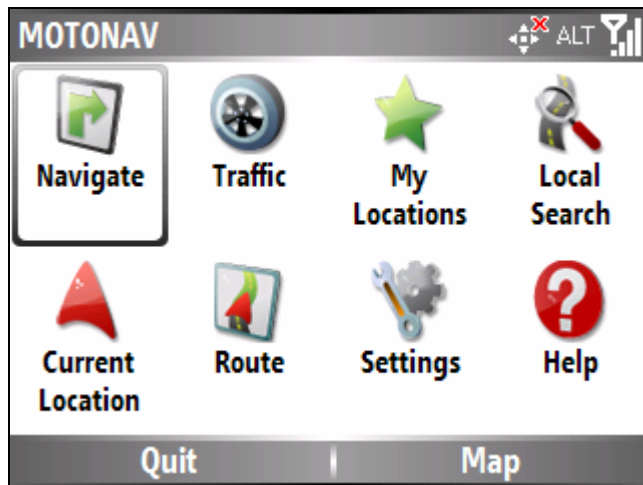 MOTONAV ALT
Navigate Traffic My Locations Local Search
Current Location Route Settings Help
Quit Map